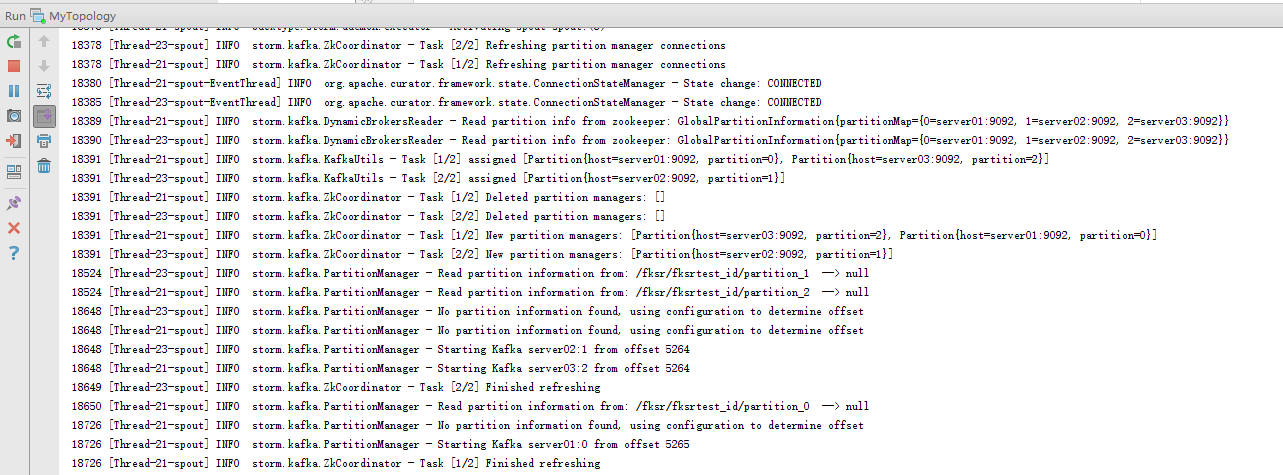 Run MyTopology
18378 [Thread-23-spout] INFO  storm.kafka.ZkCoordinator - Task [2/2] Refreshing partition manager connections
18378 [Thread-21-spout] INFO  storm.kafka.ZkCoordinator - Task [1/2] Refreshing partition manager connections
18380 [Thread-21-spout-EventThread] INFO  org.apache.curator.framework.state.ConnectionStateManager - State change: CONNECTED
18385 [Thread-23-spout-EventThread] INFO  org.apache.curator.framework.state.ConnectionStateManager - State change: CONNECTED
18389 [Thread-21-spout] INFO  storm.kafka.DynamicBrokersReader - Read partition info from zookeeper: GlobalPartitionInformation{partitionMap={0=server01:9092, 1=server02:9092, 2=server03:9092}}
18390 [Thread-23-spout] INFO  storm.kafka.DynamicBrokersReader - Read partition info from zookeeper: GlobalPartitionInformation{partitionMap={0=server01:9092, 1=server02:9092, 2=server03:9092}}
18391 [Thread-21-spout] INFO  storm.kafka.KafkaUtils - Task [1/2] assigned [Partition{host=server01:9092, partition=0}, Partition{host=server03:9092, partition=2}]
18391 [Thread-23-spout] INFO  storm.kafka.KafkaUtils - Task [2/2] assigned [Partition{host=server02:9092, partition=1}]
18391 [Thread-21-spout] INFO  storm.kafka.ZkCoordinator - Task [1/2] Deleted partition managers: []
18391 [Thread-23-spout] INFO  storm.kafka.ZkCoordinator - Task [2/2] Deleted partition managers: []
18391 [Thread-21-spout] INFO  storm.kafka.ZkCoordinator - Task [1/2] New partition managers: [Partition{host=server03:9092, partition=2}, Partition{host=server01:9092, partition=0}]
18391 [Thread-23-spout] INFO  storm.kafka.ZkCoordinator - Task [2/2] New partition managers: [Partition{host=server02:9092, partition=1}]
18524 [Thread-23-spout] INFO  storm.kafka.PartitionManager - Read partition information from: /fksr/fksrtest_id/partition_1  --> null
18524 [Thread-21-spout] INFO  storm.kafka.PartitionManager - Read partition information from: /fksr/fksrtest_id/partition_2  --> null
18648 [Thread-23-spout] INFO  storm.kafka.PartitionManager - No partition information found, using configuration to determine offset
18648 [Thread-21-spout] INFO  storm.kafka.PartitionManager - No partition information found, using configuration to determine offset
18648 [Thread-23-spout] INFO  storm.kafka.PartitionManager - Starting Kafka server02:1 from offset 5264
18648 [Thread-21-spout] INFO  storm.kafka.PartitionManager - Starting Kafka server03:2 from offset 5264
18649 [Thread-23-spout] INFO  storm.kafka.ZkCoordinator - Task [2/2] Finished refreshing
18650 [Thread-21-spout] INFO  storm.kafka.PartitionManager - Read partition information from: /fksr/fksrtest_id/partition_0  --> null
18726 [Thread-21-spout] INFO  storm.kafka.PartitionManager - No partition information found, using configuration to determine offset
18726 [Thread-21-spout] INFO  storm.kafka.PartitionManager - Starting Kafka server01:0 from offset 5265
18726 [Thread-21-spout] INFO  storm.kafka.ZkCoordinator - Task [1/2] Finished refreshing